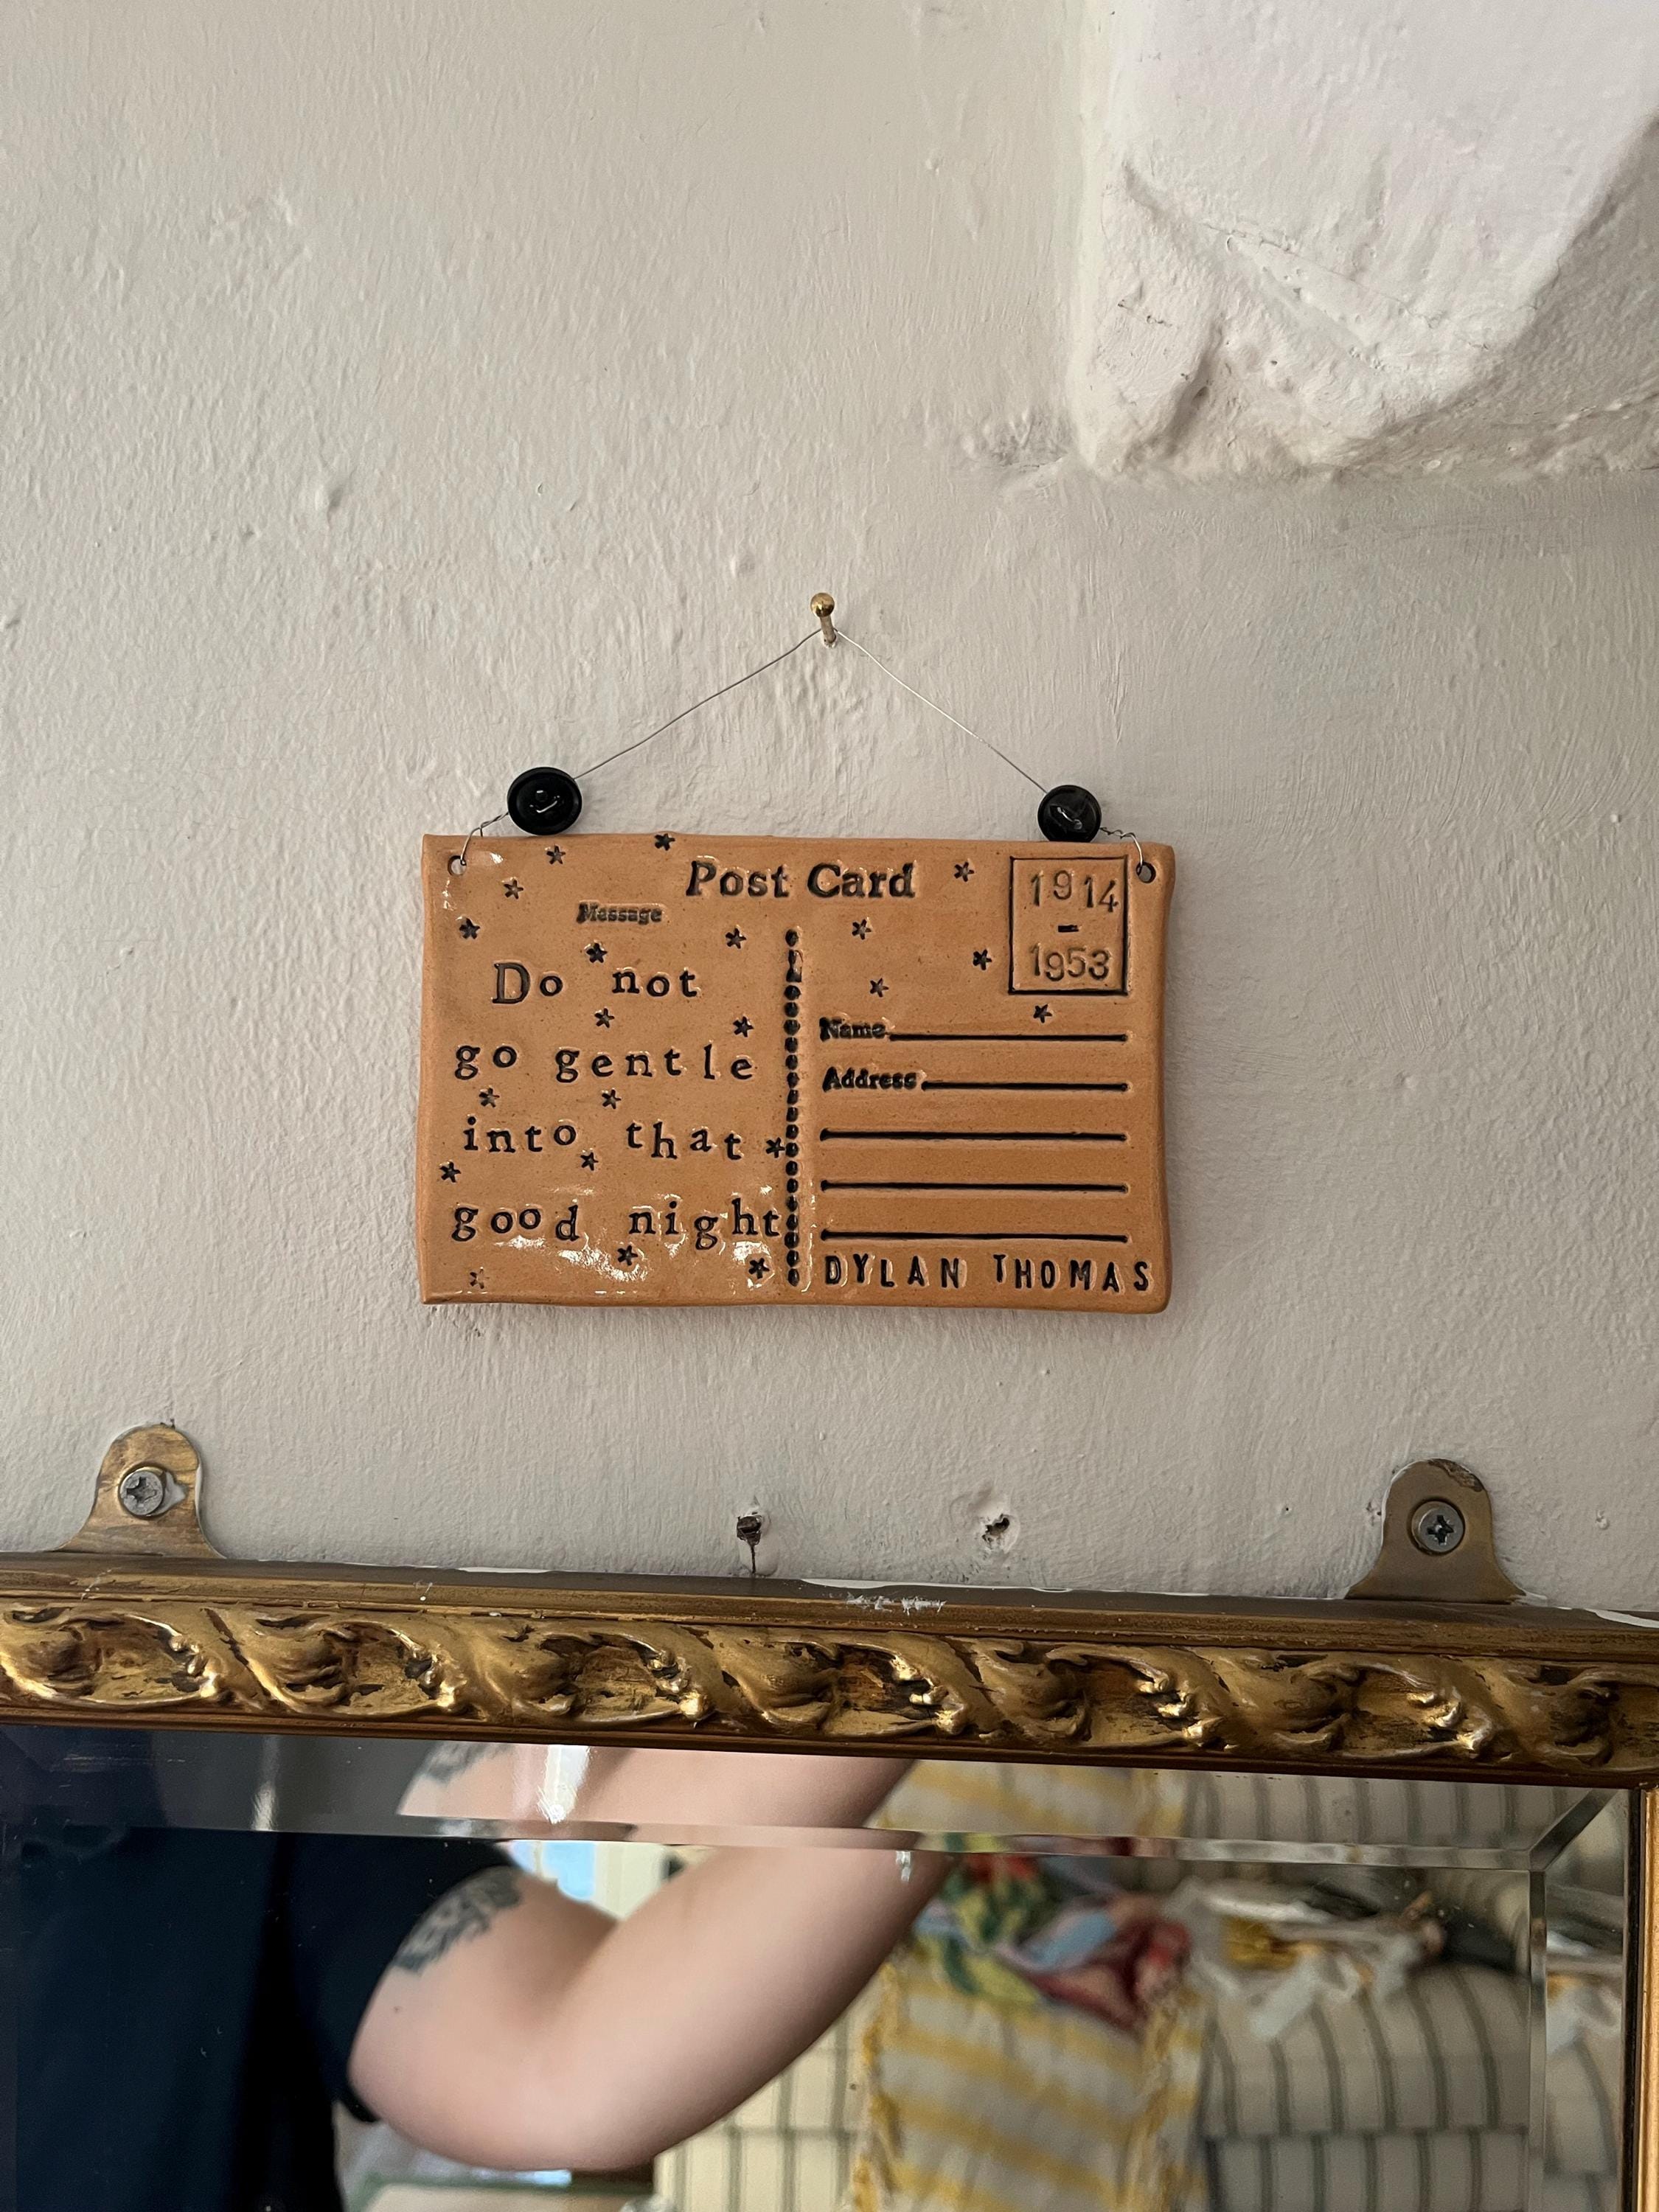 Post Card
Message
Do not
go gentle
into that
good night
1914
-
1953
Name
Address
DYLAN THOMAS